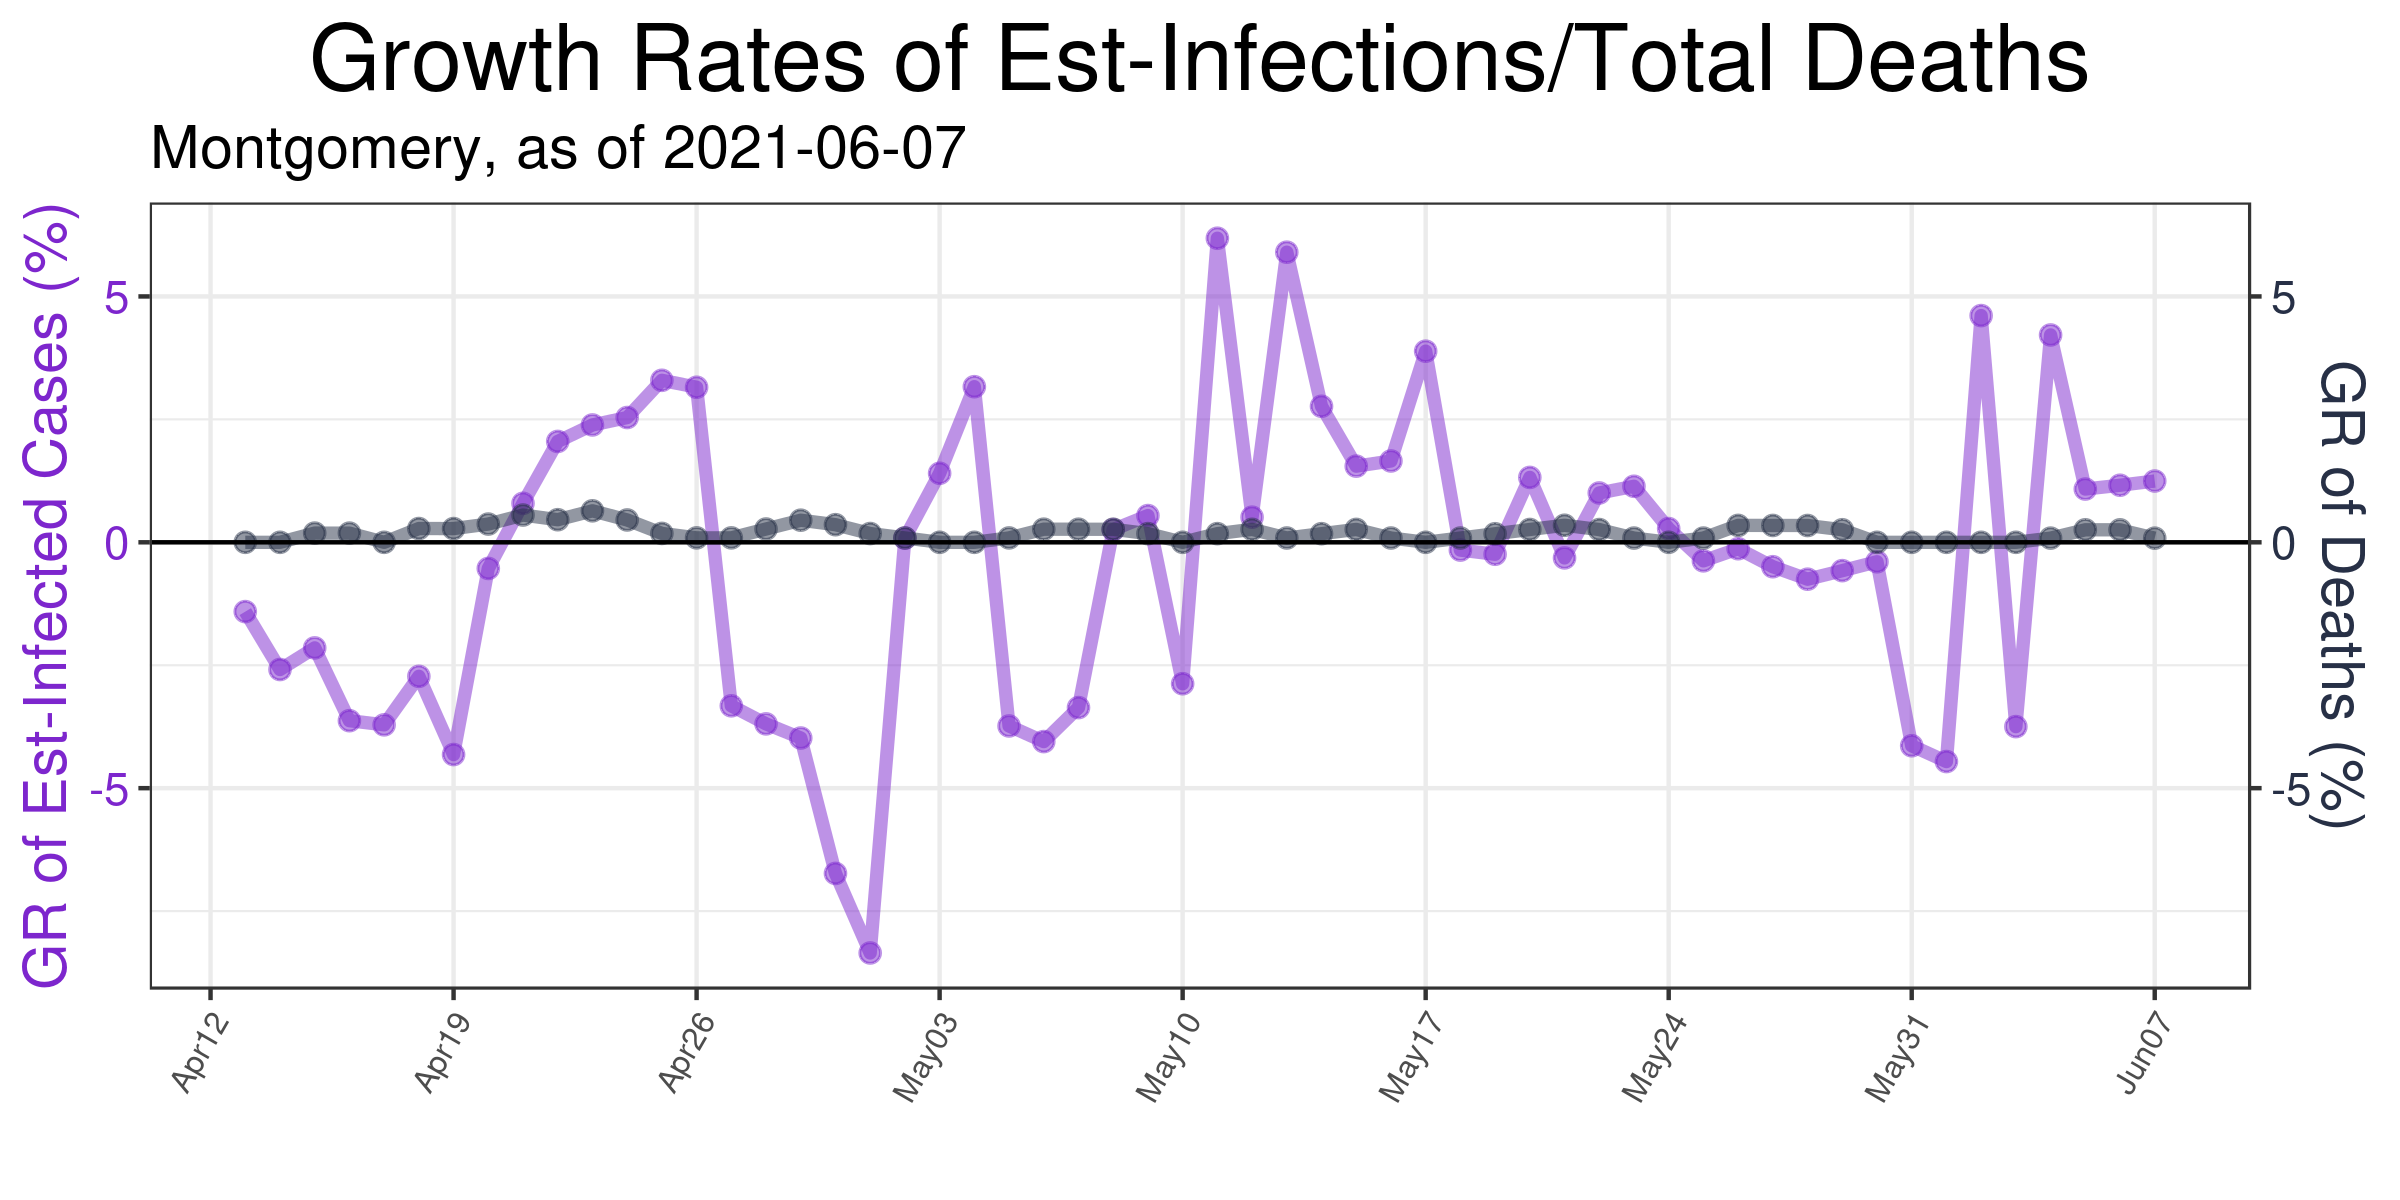 Growth Rates of Est-Infections/Total Deaths
Montgomery, as of 2021-06-07
GR of Est-Infected Cases (%)
5
0
-5
5
0
-5
GR of Deaths (%)
Apr12
Apr19
Apr26
May03
May10
May17
May24
May31
Jun07